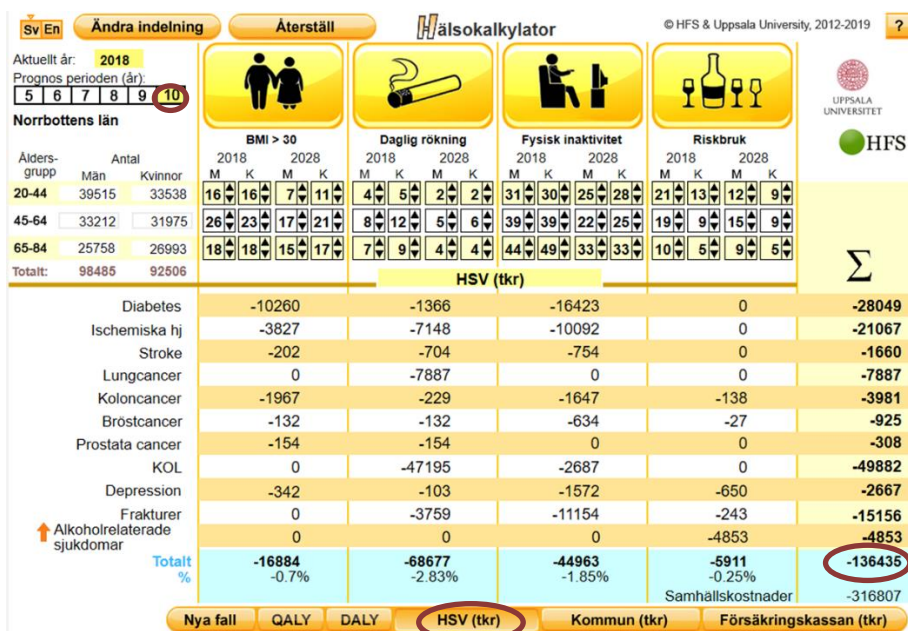 Sv En Ändra indelning Återställ Hälsokalkylator © HFS & Uppsala University, 2012-2019 ?
Aktuellt år: 2018
Prognos perioden (år):
5 6 7 8 9 10
Norrbottens län
UPPSALA
UNIVERSITET
HFS
BMI > 30 Daglig rökning Fysisk inaktivitet Riskbruk
Ålders- Antal 2018 2028 2018 2028 2018 2028 2018 2028
grupp Män Kvinnor M K M K M K M K M K M K M K M K
20-44 39515 33538 16 16 7 11 4 5 2 2 31 30 25 28 21 13 12 9
45-64 33212 31975 26 23 17 21 8 12 5 6 39 39 22 25 19 9 15 9
65-84 25758 26993 18 18 15 17 7 9 4 4 44 49 33 33 10 5 9 5
Totalt: 98485 92506
HSV (tkr) Σ
Diabetes -10260 -1366 -16423 0 -28049
Ischemiska hj -3827 -7148 -10092 0 -21067
Stroke -202 -704 -754 0 -1660
Lungcancer 0 -7887 0 0 -7887
Koloncancer -1967 -229 -1647 -138 -3981
Bröstcancer -132 -132 -634 -27 -925
Prostata cancer -154 -154 0 0 -308
KOL 0 -47195 -2687 0 -49882
Depression -342 -103 -1572 -650 -2667
Frakturer 0 -3759 -11154 -243 -15156
Alkoholrelaterade
sjukdomar 0 0 0 -4853 -4853
Totalt -16884 -68677 -44963 -5911 -136435
% -0.7% -2.83% -1.85% -0.25%
Samhällskostnader -316807
Nya fall QALY DALY HSV (tkr) Kommun (tkr) Försäkringskassan (tkr)